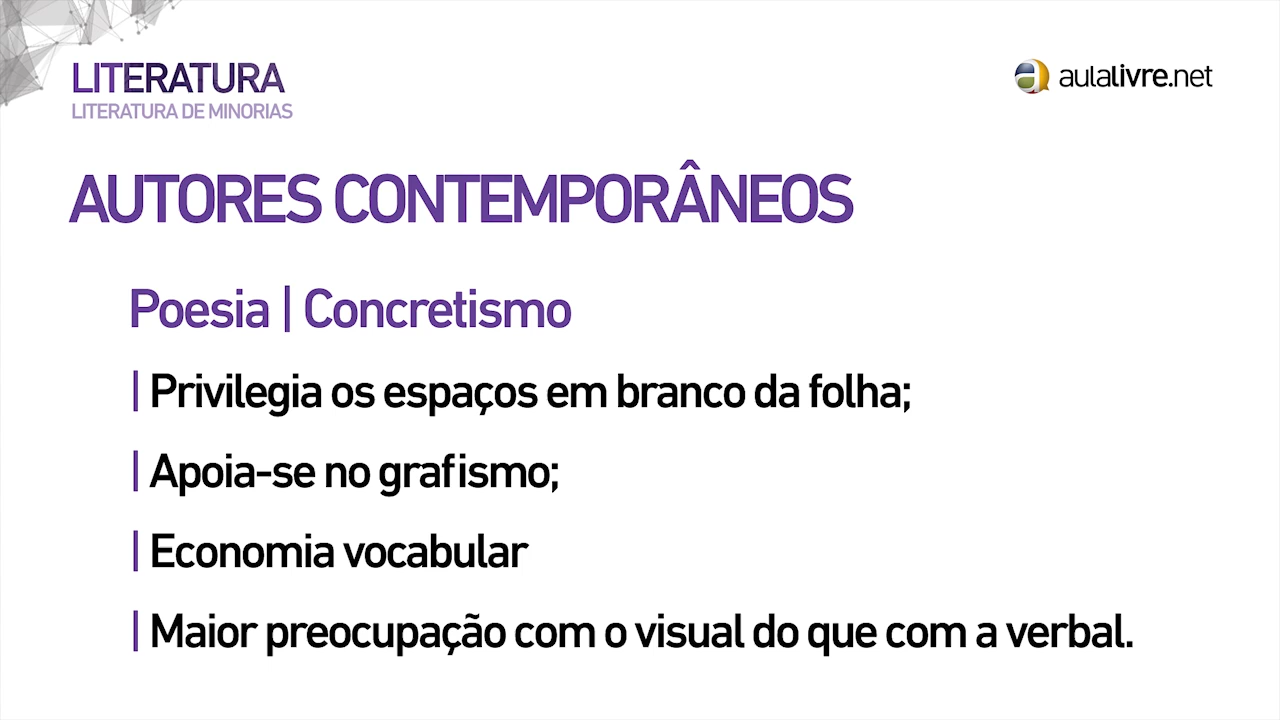 LITERATURA
LITERATURA DE MINORIAS
aulalivre.net
AUTORES CONTEMPORÂNEOS
Poesia | Concretismo
| Privilegia os espaços em branco da folha;
| Apoia-se no grafismo;
| Economia vocabular
| Maior preocupação com o visual do que com a verbal.